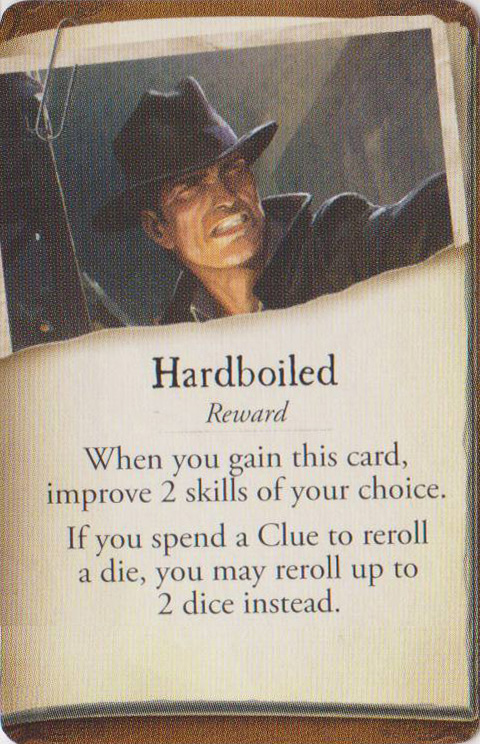 Hardboiled
Reward
When you gain this card,
improve 2 skills of your choice.
If you spend a Clue to reroll
a die, you may reroll up to
2 dice instead.